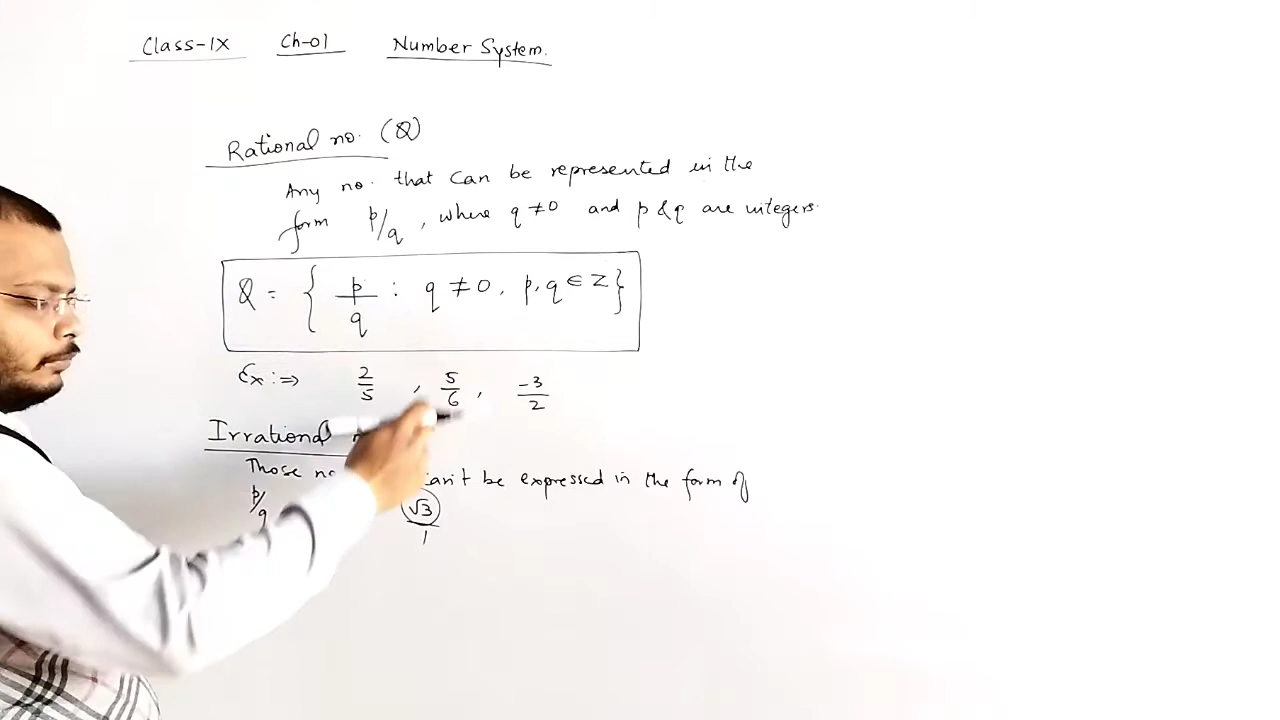 Class-IX Ch-01 Number System.
Rational no. (Q)
Any no. that can be represented in the
form p/q, where q ≠ 0 and p & q are integers.
Q = { p/q : q ≠ 0, p, q ∈ Z }
Ex :⇒ 2/5, 5/6, -3/2
Irrational
Those can't be expressed in the form of
p/q √3/1